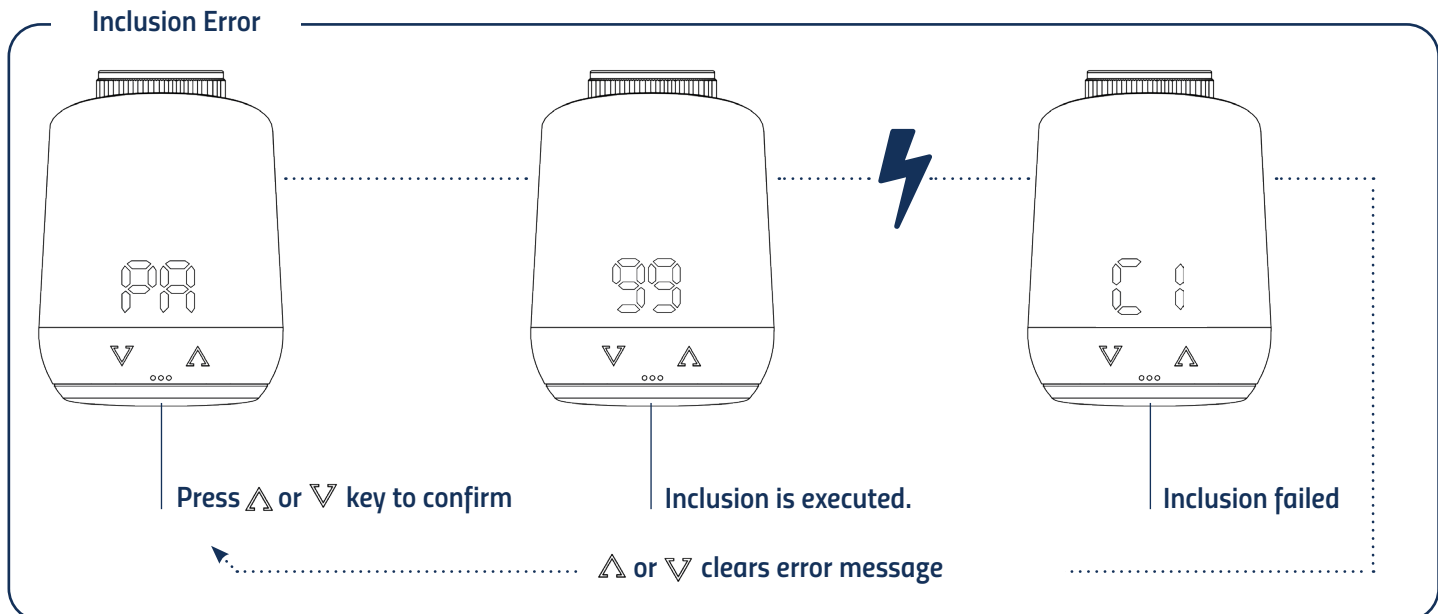 Inclusion Error
PA
99
C1
Press or key to confirm
Inclusion is executed.
Inclusion failed
or clears error message